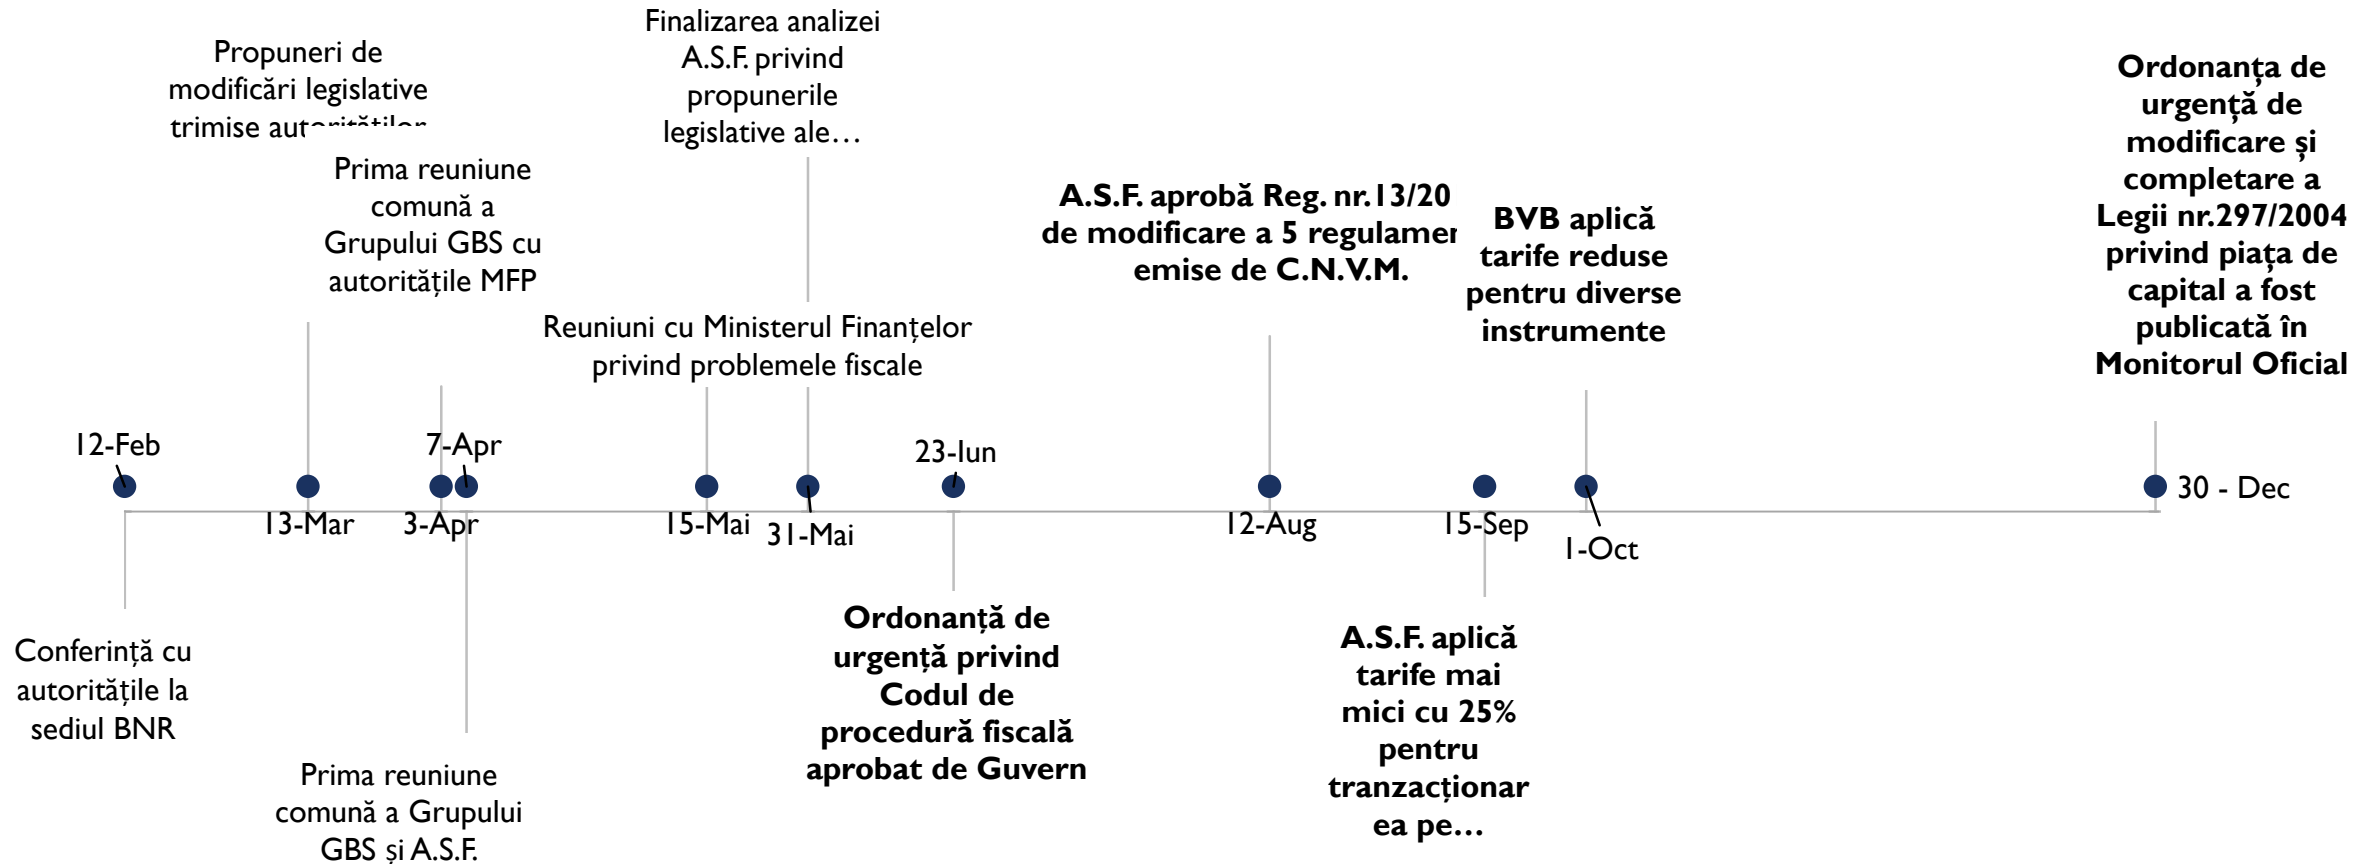 Propuneri de
modificări legislative
trimise autorităților
Prima reuniune
comună a
Grupului GBS cu
autoritățile MFP
Finalizarea analizei
A.S.F. privind
propunerile
legislative ale…
Reuniuni cu Ministerul Finanțelor
privind problemele fiscale
A.S.F. aprobă Reg. nr.13/20
de modificare a 5 regulamen
emise de C.N.V.M.
BVB aplică
tarife reduse
pentru diverse
instrumente
Ordonanța de
urgență de
modificare și
completare a
Legii nr.297/2004
privind piața de
capital a fost
publicată în
Monitorul Oficial
12-Feb
13-Mar
3-Apr
7-Apr
15-Mai
31-Mai
23-Iun
12-Aug
15-Sep
1-Oct
30 - Dec
Conferință cu
autoritățile la
sediul BNR
Prima reuniune
comună a Grupului
GBS și A.S.F.
Ordonanță de
urgență privind
Codul de
procedură fiscală
aprobat de Guvern
A.S.F. aplică
tarife mai
mici cu 25%
pentru
tranzacționar
ea pe…